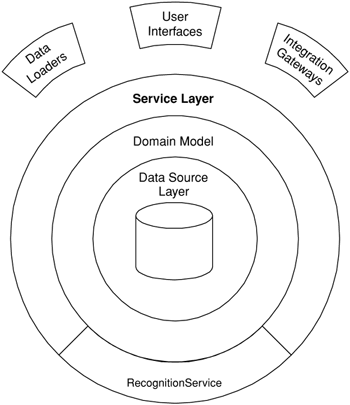 Data
Loaders
User
Interfaces
Integration
Gateways
Service Layer
Domain Model
Data Source
Layer
RecognitionService